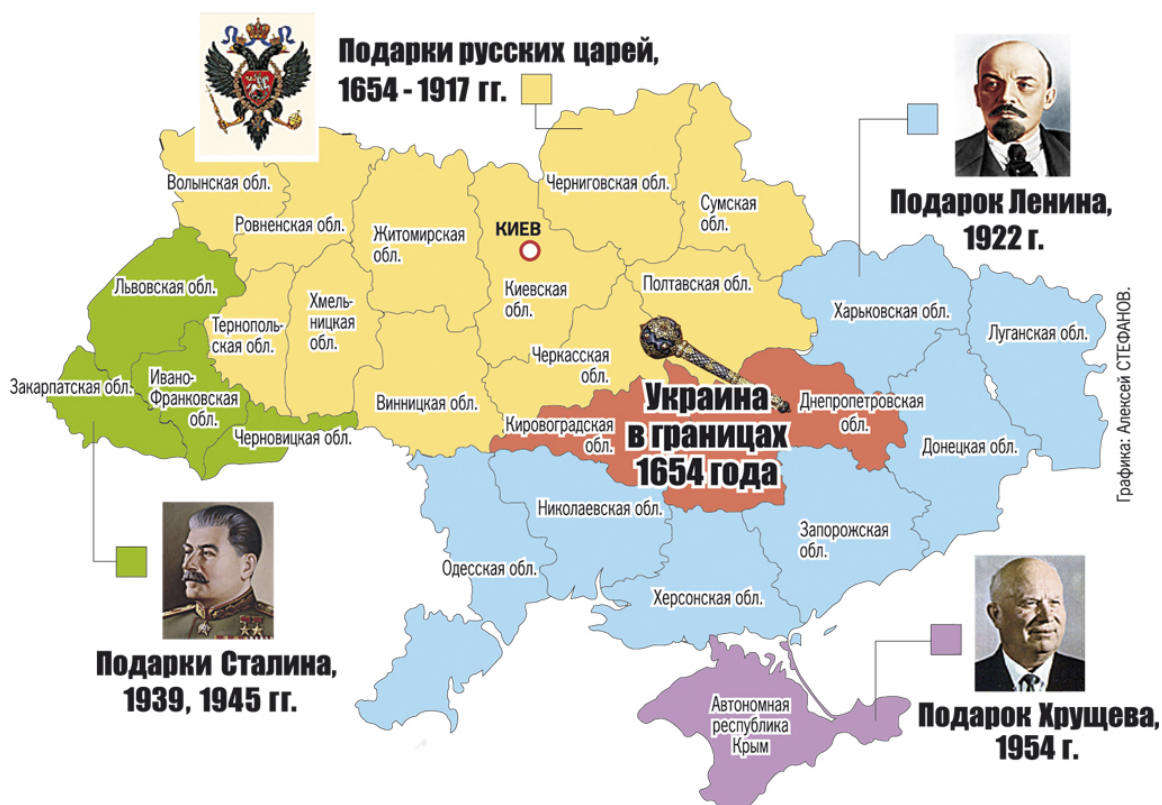 Подарки русских царей,
1654 - 1917 гг.
Подарок Ленина,
1922 г.
Волынская обл.
Ровненская обл.
Житомирская
обл.
КИЕВ
Черниговская обл.
Сумская
обл.
Львовская обл.
Тернополь-
ская обл.
Хмель-
ницкая
обл.
Киевская
обл.
Полтавская обл.
Харьковская обл.
Луганская обл.
Закарпатская обл.
Ивано-
Франковская
обл.
Черновицкая обл.
Винницкая обл.
Черкасская
обл.
Кировоградская
обл.
Украина
в границах
1654 года
Днепропетровская
обл.
Донецкая обл.
Николаевская обл.
Запорожская
обл.
Одесская обл.
Херсонская обл.
Автономная
республика
Крым
Подарки Сталина,
1939, 1945 гг.
Подарок Хрущева,
1954 г.
Графика: Алексей СТЕФАНОВ.